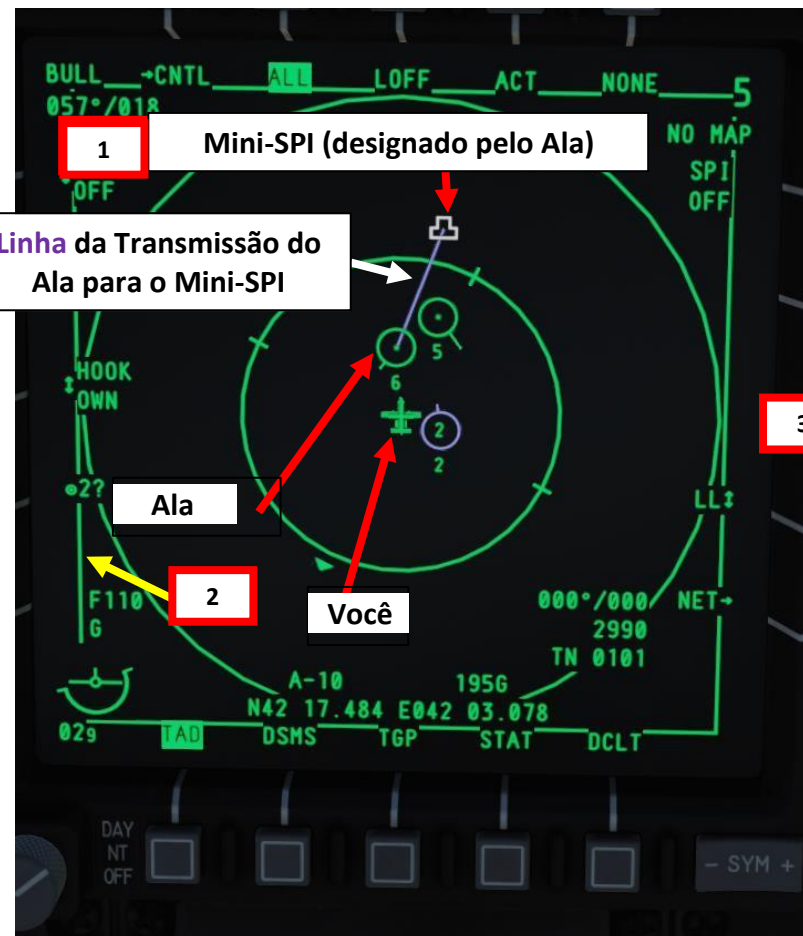 BULL →CNTL ALL LOFF ACT NONE 5
057°/018
1
Mini-SPI (designado pelo Ala)
NO MAP
SPI
OFF
OFF
Linha da Transmissão do
Ala para o Mini-SPI
5
6
HOOK
OWN
2
2
3
2?
Ala
LL
2
Você
F110
G
000°/000
NET→
2990
TN 0101
A-10 195G
N42 17.484 E042 03.078
029
TAD DSMS TGP STAT DCLT
DAY
NT
OFF
- SYM +